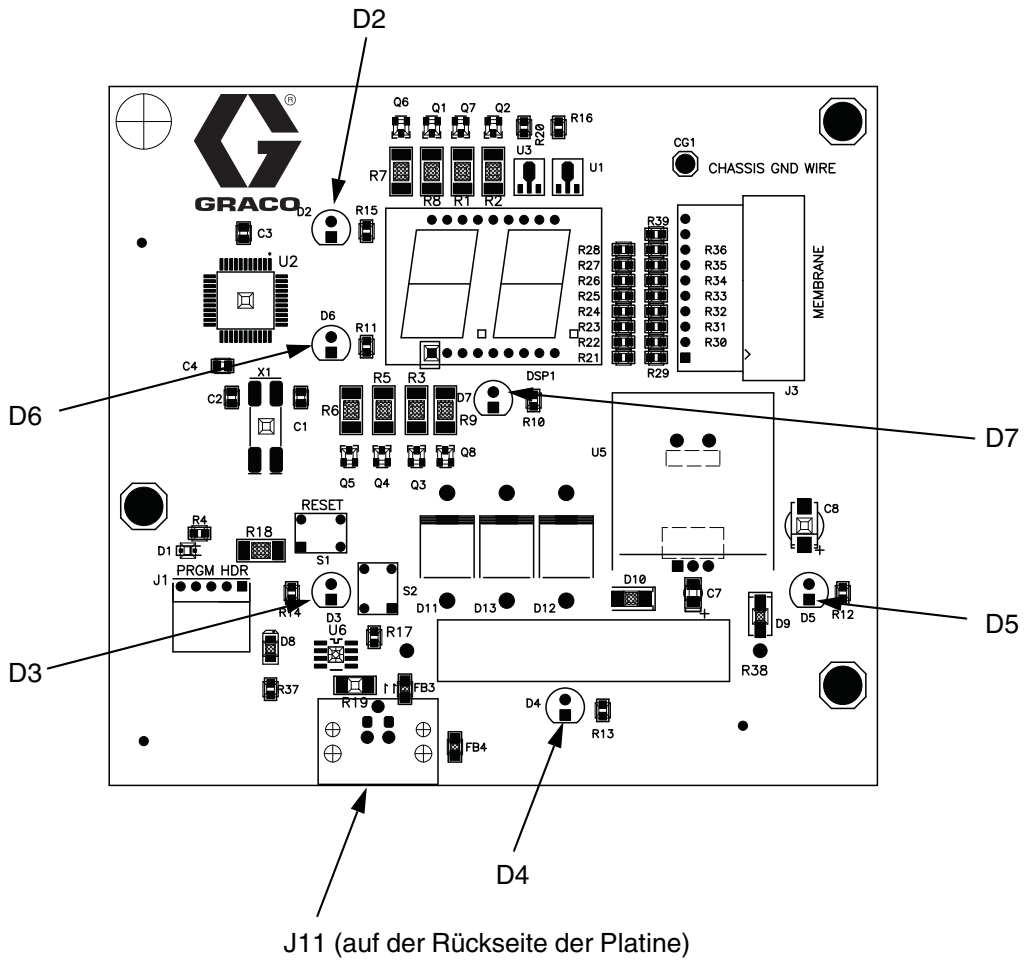 D2
Q6 Q1 Q7 Q2 R20 R16
®
U3 U1
CG1 CHASSIS GND WIRE
R7 R8 R1 R2
GRACO
D2 R15
C3
U2
R39
R28 R36
R27 R35
R26 R34
R25 R33
R24 R32
R23 R31
R22 R30
R21 R29
MEMBRANE
J3
D6 R11
C4
X1
C2 C1
R6 R5 R3 R9
DSP1
D7 R10
D6
D7
Q5 Q4 Q3 Q8
U5
C8
+
RESET
S1
R4
D1
R18
J1 PRGM HDR
R14
D3
S2
D11 D13 D12
D10
C7
+
D9
D5 R12
D5
U6
R17
D8
R38
D3
R37
R19
11
FB3
D4
R13
FB4
D4
J11 (auf der Rückseite der Platine)